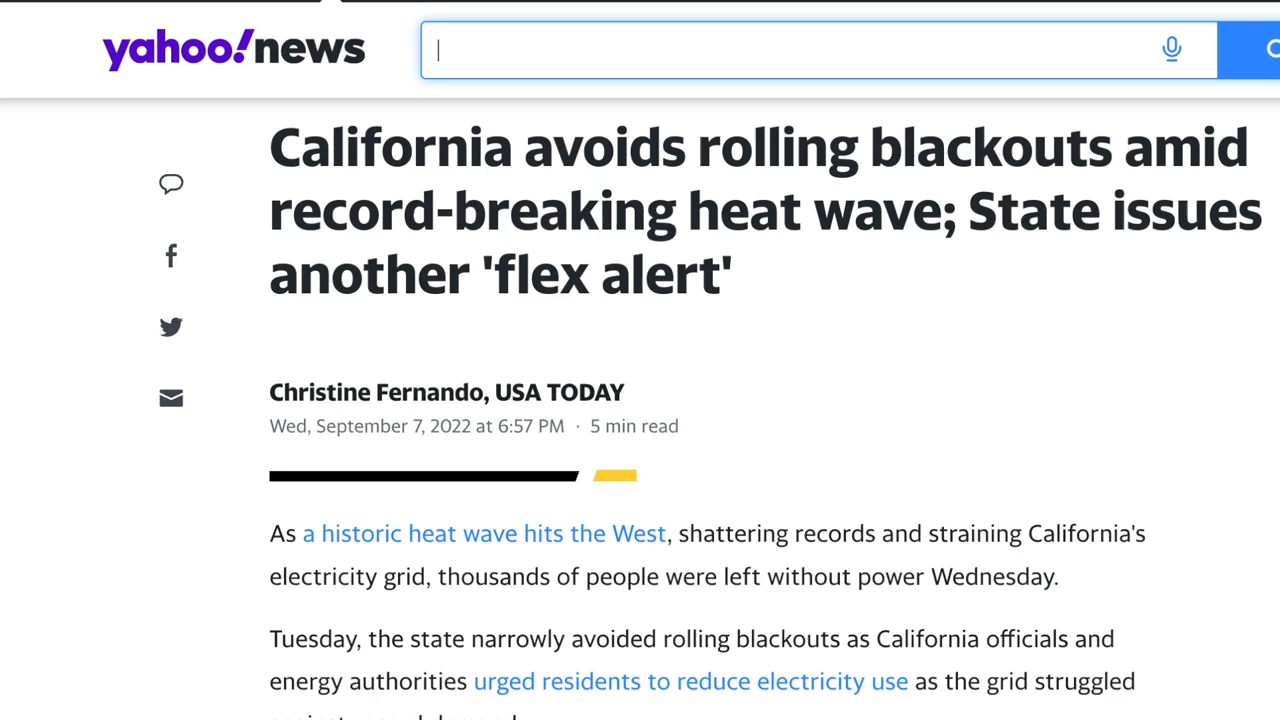 yahoo!news
California avoids rolling blackouts amid
record-breaking heat wave; State issues
another 'flex alert'
Christine Fernando, USA TODAY
Wed, September 7, 2022 at 6:57 PM · 5 min read
As a historic heat wave hits the West, shattering records and straining California's
electricity grid, thousands of people were left without power Wednesday.
Tuesday, the state narrowly avoided rolling blackouts as California officials and
energy authorities urged residents to reduce electricity use as the grid struggled